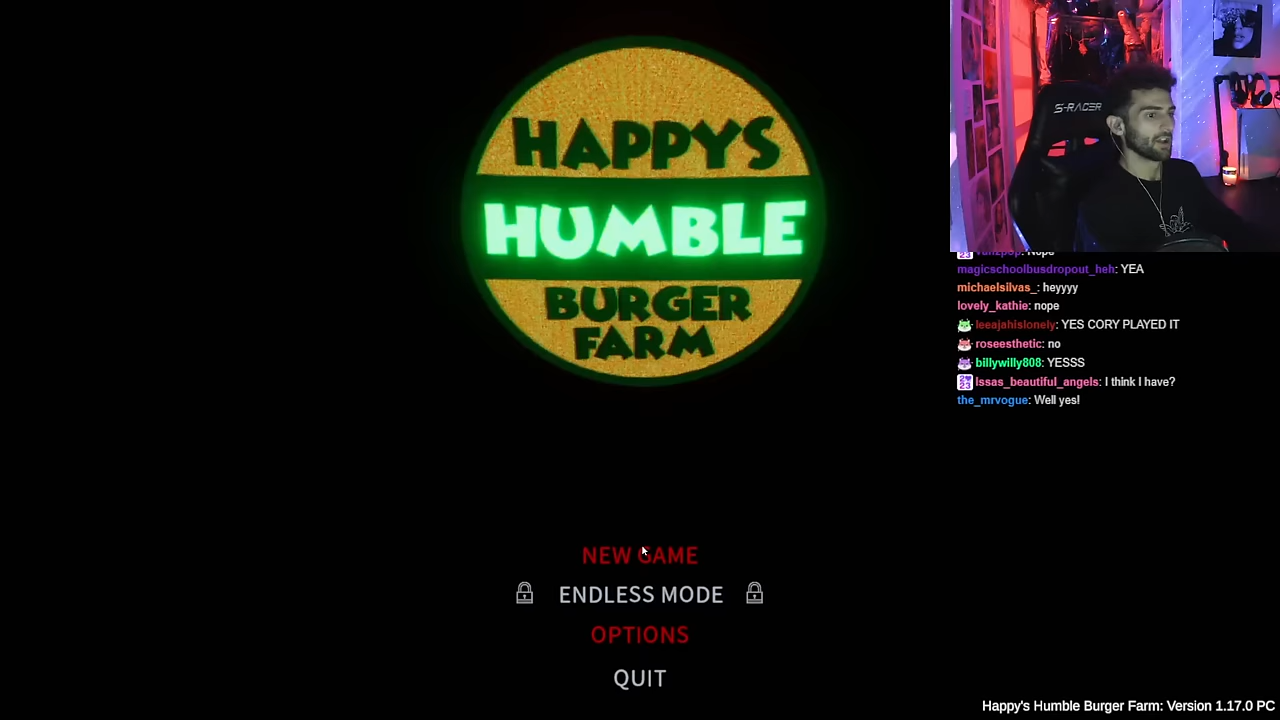 HAPPYS
HUMBLE
BURGER
FARM
S-RACER
: Nope
magicschoolbusdropout_heh: YEA
michaelsilvas_: heyyyy
lovely_kathie: nope
leeajahislonely: YES CORY PLAYED IT
roseesthetic: no
billywilly808: YESSS
Issas_beautiful_angels: I think I have?
the_mrvogue: Well yes!
NEW GAME
ENDLESS MODE
OPTIONS
QUIT
Happy's Humble Burger Farm: Version 1.17.0 PC